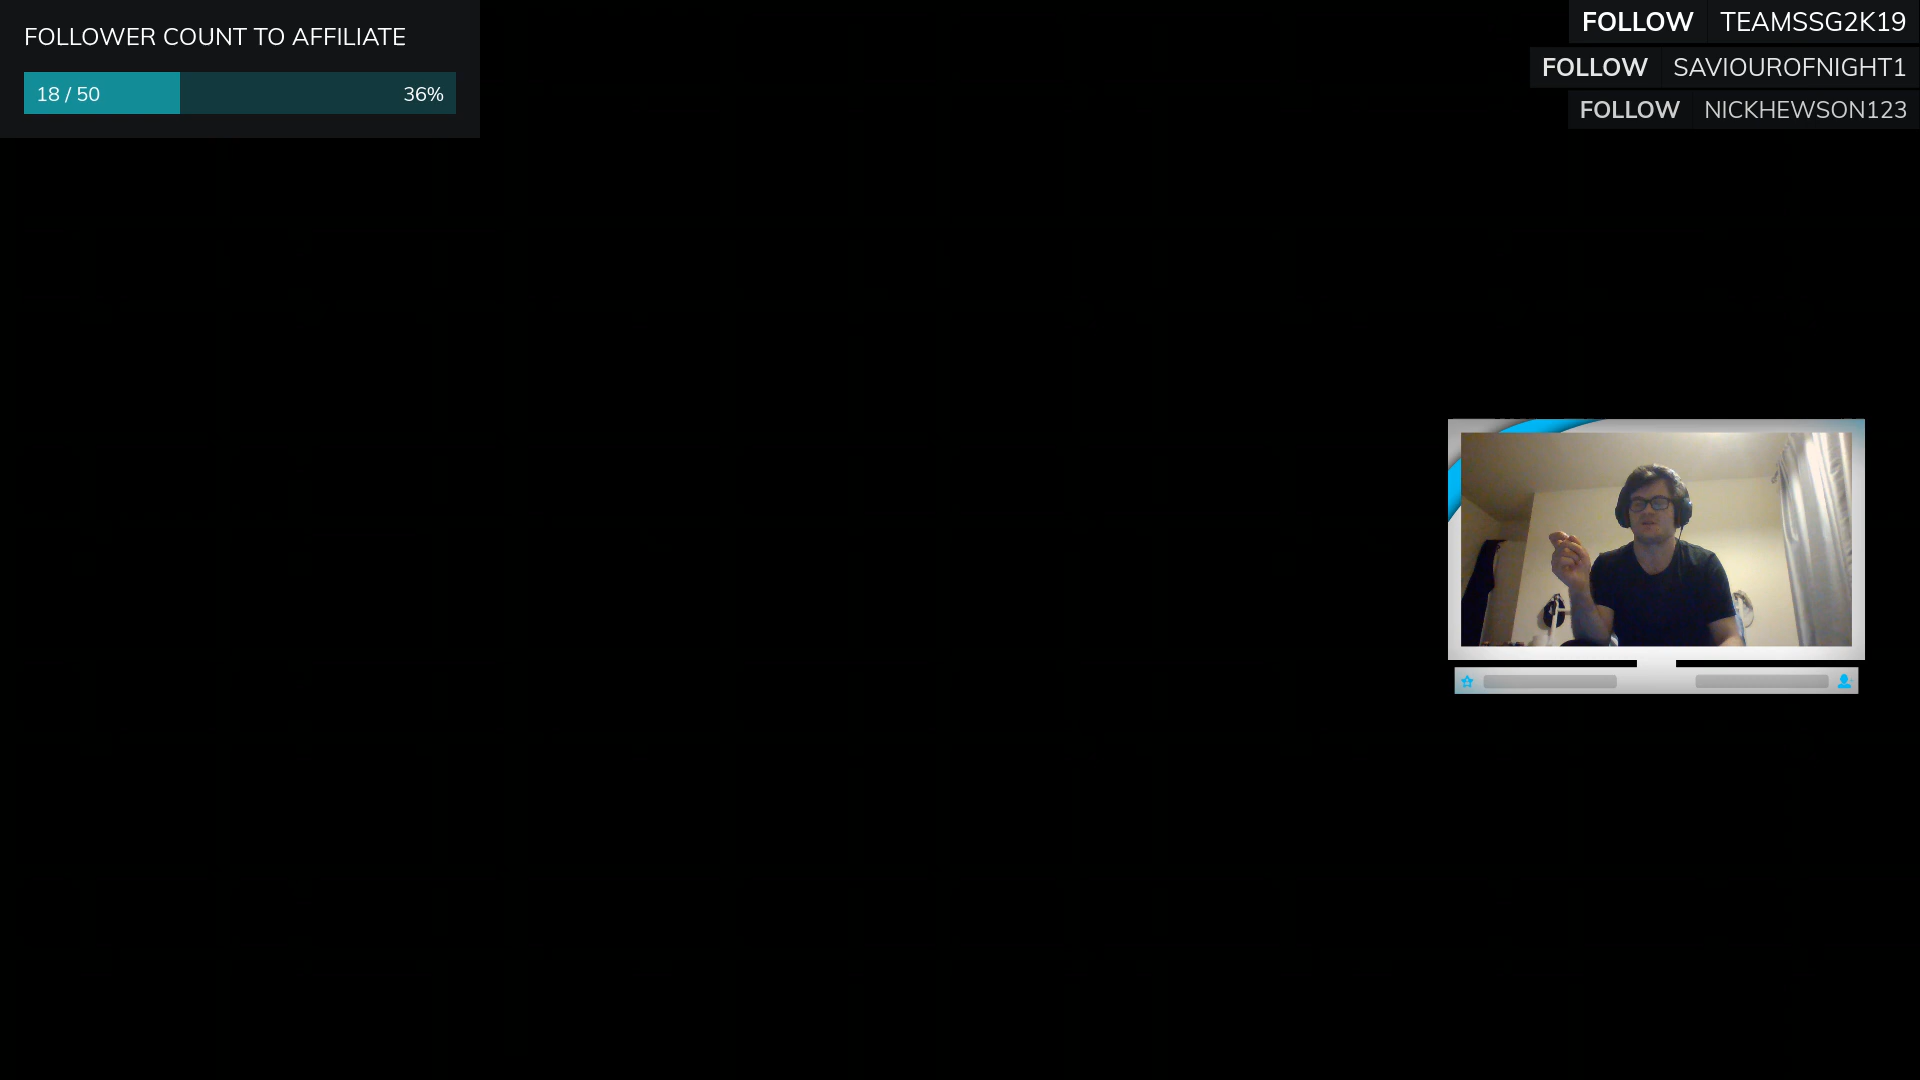 FOLLOWER COUNT TO AFFILIATE
18 / 50 36%
FOLLOW TEAMSSG2K19
FOLLOW SAVIOUROFNIGHT1
FOLLOW NICKHEWSON123